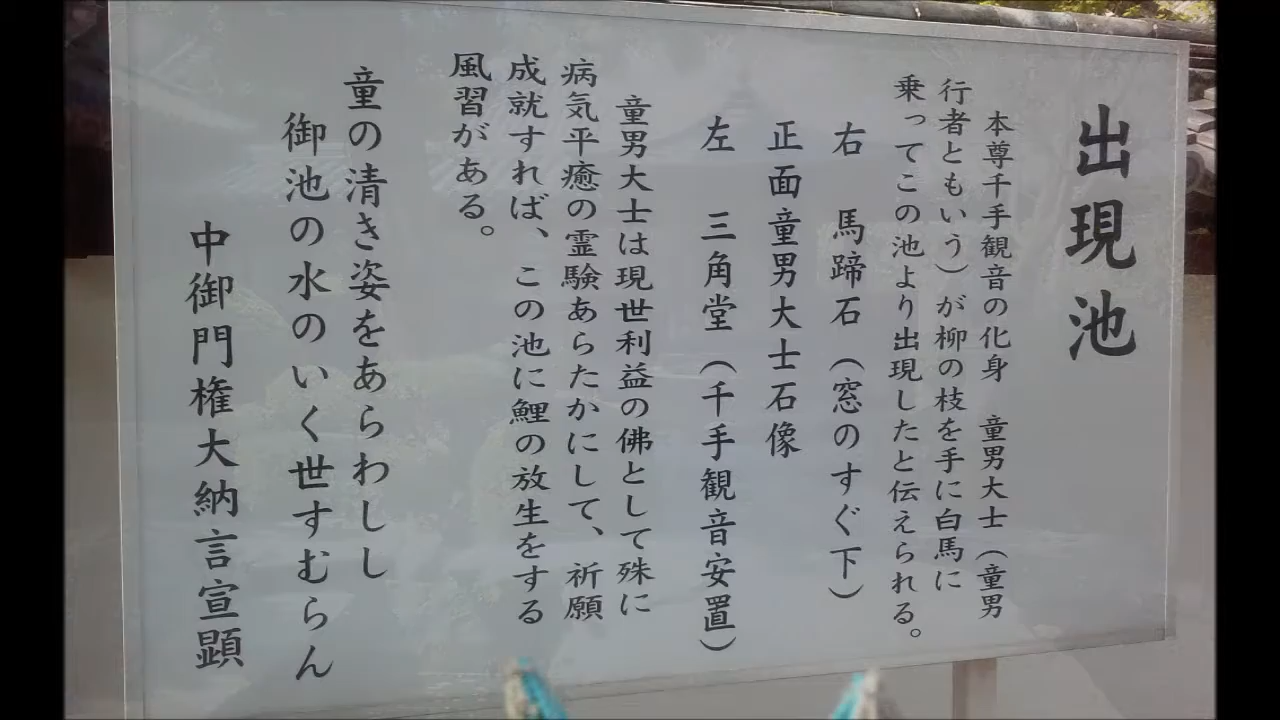 出現池
本尊千手観音の化身　童男大士（童男
行者ともいう）が柳の枝を手に白馬に
乗ってこの池より出現したと伝えられる。
右　馬蹄石（窓のすぐ下）
正面童男大士石像
左　三角堂（千手観音安置）
童男大士は現世利益の佛として殊に
病気平癒の霊験あらたかにして、祈願
成就すれば、この池に鯉の放生をする
風習がある。
童の清き姿をあらわしし
御池の水のいく世すむらん
中御門権大納言宣顕